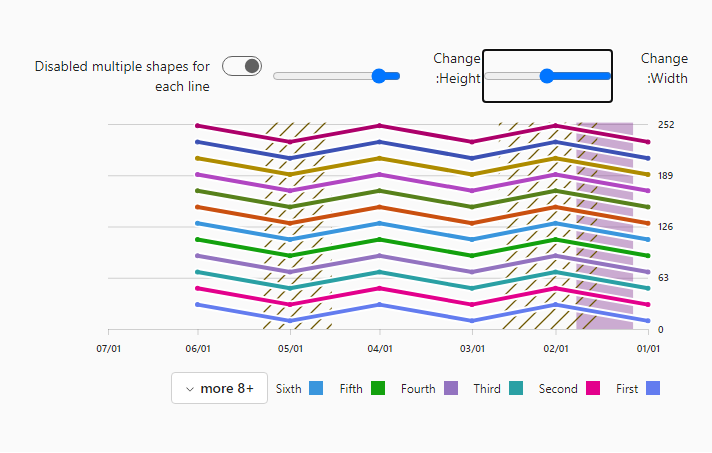 Change
:Width
Change
:Height
Disabled multiple shapes for
each line
252
189
126
63
0
07/01
06/01
05/01
04/01
03/01
02/01
01/01
First
Second
Third
Fourth
Fifth
Sixth
more 8+